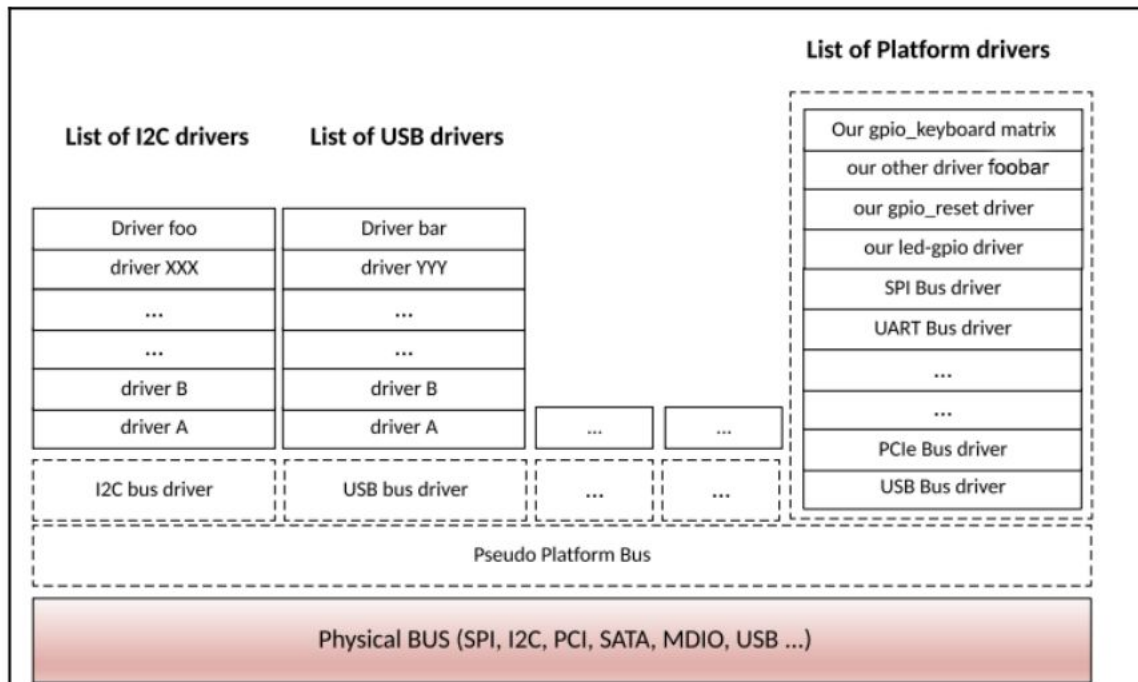 List of Platform drivers
List of I2C drivers
List of USB drivers
Our gpio_keyboard matrix
our other driver foobar
our gpio_reset driver
our led-gpio driver
SPI Bus driver
UART Bus driver
...
...
PCIe Bus driver
USB Bus driver
Driver foo
driver XXX
...
...
driver B
driver A
Driver bar
driver YYY
...
...
driver B
driver A
...
...
I2C bus driver
USB bus driver
...
...
Pseudo Platform Bus
Physical BUS (SPI, I2C, PCI, SATA, MDIO, USB ...)